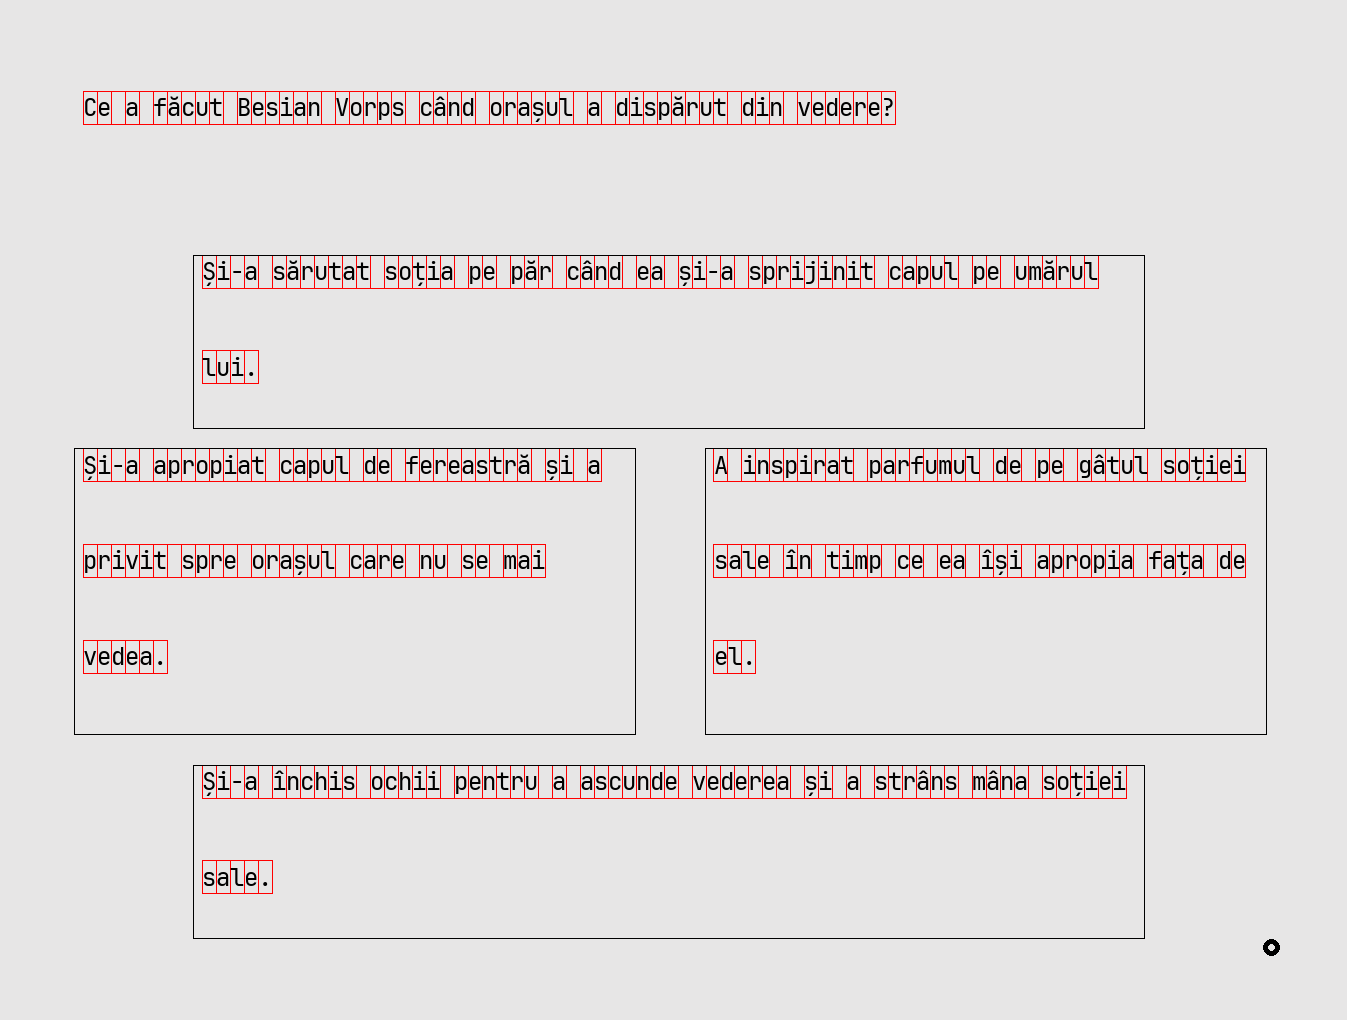 Ce a făcut Besian Vorps când orașul a dispărut din vedere?
Și-a sărutat soția pe păr când ea și-a sprijinit capul pe umărul
lui.
Și-a apropiat capul de fereastră și a
privit spre orașul care nu se mai
vedea.
A inspirat parfumul de pe gâtul soției
sale în timp ce ea își apropia fața de
el.
Și-a închis ochii pentru a ascunde vederea și a strâns mâna soției
sale.